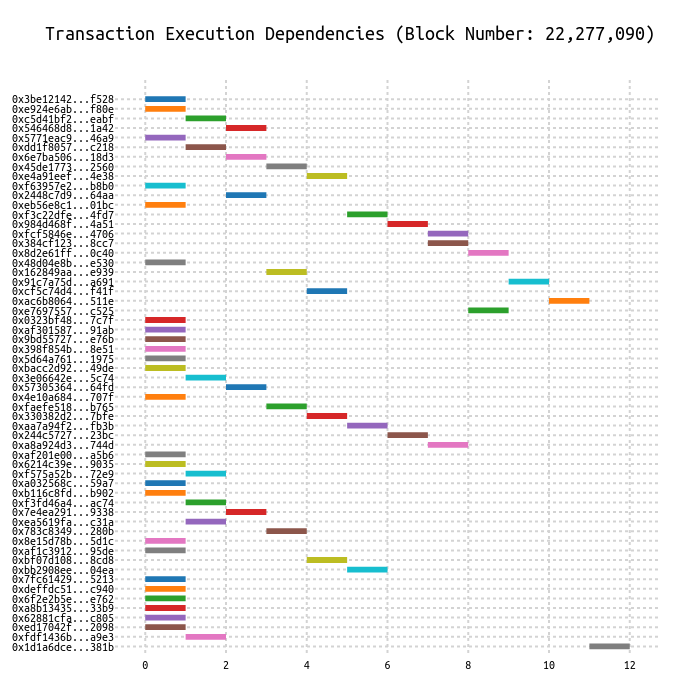 Transaction Execution Dependencies (Block Number: 22,277,090)
0x3be12142...f528
0xe924e6ab...f80e
0xc5d41bf2...eabf
0x546468d8...1a42
0x5771eac9...46a9
0xdd1f8057...c218
0x6e7ba506...18d3
0x45de1773...2560
0xe4a91eef...4e38
0xf63957e2...b8b0
0x2448c7d9...64aa
0xeb56e8c1...01bc
0xf3c22dfe...4fd7
0x984d468f...4a51
0xfcf5846e...4706
0x384cf123...8cc7
0x8d2e61ff...0c40
0x48d04e8b...e530
0x162849aa...e939
0x91c7a75d...a691
0xcf5c74d4...f41f
0xac6b8064...511e
0xe7697557...c525
0x0323bf48...7c7f
0xaf301587...91ab
0x9bd55727...e76b
0x398f854b...8e51
0x5d64a761...1975
0xbacc2d92...49de
0x3e06642e...5c74
0x57305364...64fd
0x4e10a684...707f
0xfaefe518...b765
0x330382d2...7bfe
0xaa7a94f2...fb3b
0x244c5727...23bc
0xa8a924d3...744d
0xaf201e00...a5b6
0x6214c39e...9035
0xf575a52b...72e9
0xa032568c...59a7
0xb116c8fd...b902
0xf3fd46a4...ac74
0x7e4ea291...9338
0xea5619fa...c31a
0x783c8349...280b
0x8e15d78b...5d1c
0xaf1c3912...95de
0xbf07d108...8cd8
0xbb2908ee...04ea
0x7fc61429...5213
0xdeffdc51...c940
0x6f2e2b5e...e762
0xa8b13435...33b9
0x62881cfa...c805
0xed17042f...2098
0xfdf1436b...a9e3
0x1d1a6dce...381b
0 2 4 6 8 10 12